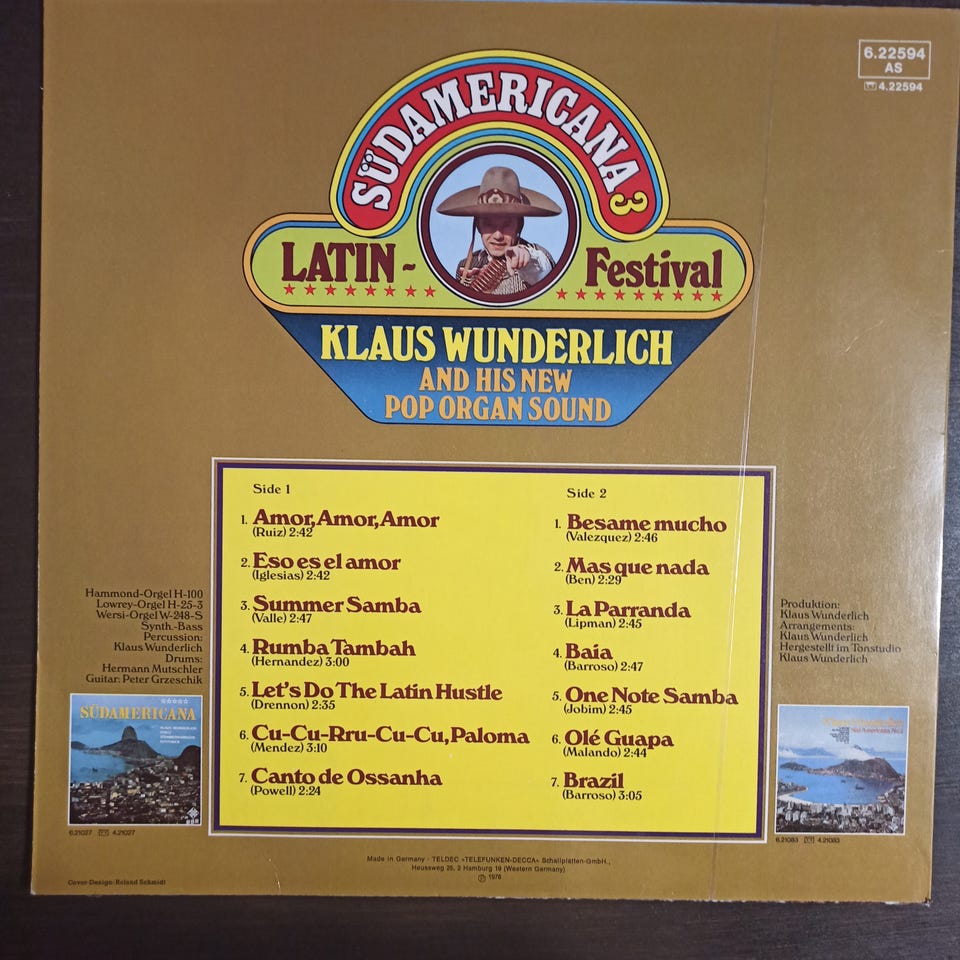 6.22594
AS
4.22594
SÜDAMERICANA 3
LATIN- Festival
KLAUS WUNDERLICH
AND HIS NEW
POP ORGAN SOUND
Side 1
1. Amor, Amor, Amor
(Ruiz) 2:42
2. Eso es el amor
(Iglesias) 2:42
3. Summer Samba
(Valle) 2:47
4. Rumba Tambah
(Hernandez) 3:00
5. Let's Do The Latin Hustle
(Drennon) 2:35
6. Cu-Cu-Rru-Cu-Cu, Paloma
(Mendez) 3:10
7. Canto de Ossanha
(Powell) 2:24
Side 2
1. Besame mucho
(Valezquez) 2:46
2. Mas que nada
(Ben) 2:29
3. La Parranda
(Lipman) 2:45
4. Baia
(Barroso) 2:47
5. One Note Samba
(Jobim) 2:45
6. Olé Guapa
(Malando) 2:44
7. Brazil
(Barroso) 3:05
Hammond-Orgel H-100
Lowrey-Orgel H-25-3
Wersi-Orgel W-248-S
Synth.-Bass
Percussion:
Klaus Wunderlich
Drums:
Hermann Mutschler
Guitar: Peter Grzeschik
Produktion:
Klaus Wunderlich
Arrangements:
Klaus Wunderlich
Hergestellt im Tonstudio
Klaus Wunderlich
SÜDAMERICANA
6.21027 4.21027
6.21083 4.21083
Made in Germany · TELDEC »TELEFUNKEN-DECCA« Schallplatten-GmbH.,
Heussweg 25, 2 Hamburg 19 (Western Germany)
Ⓟ 1976
Cover-Design: Roland Schmidt